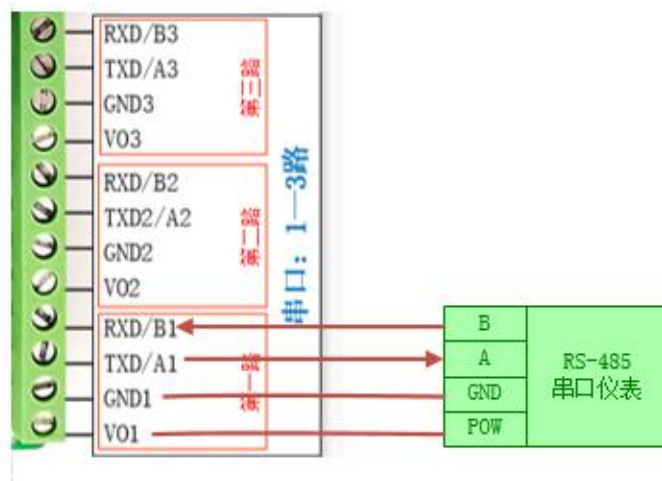 RXD/B3
TXD/A3
GND3
VO3
第三路
RXD/B2
TXD2/A2
GND2
VO2
第二路
RXD/B1
TXD/A1
GND1
VO1
第一路
串口：1—3路
B
A
GND
POW
RS-485
串口仪表